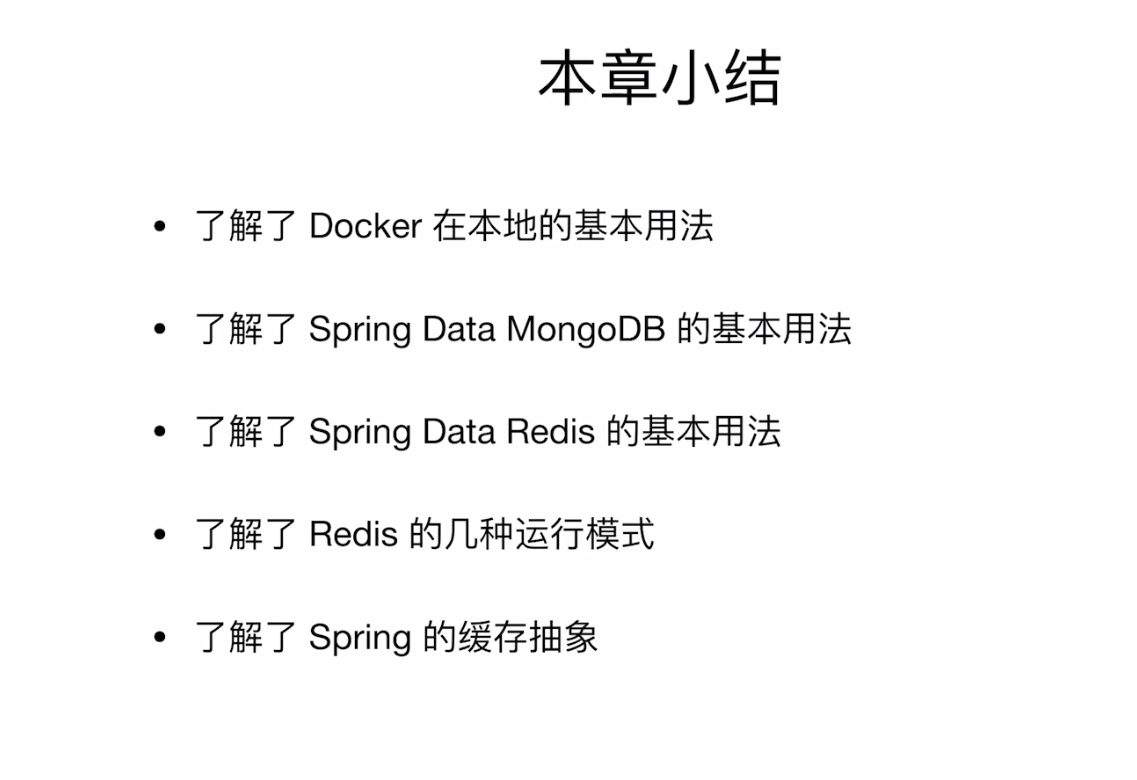 本章小结
• 了解了 Docker 在本地的基本用法
• 了解了 Spring Data MongoDB 的基本用法
• 了解了 Spring Data Redis 的基本用法
• 了解了 Redis 的几种运行模式
• 了解了 Spring 的缓存抽象